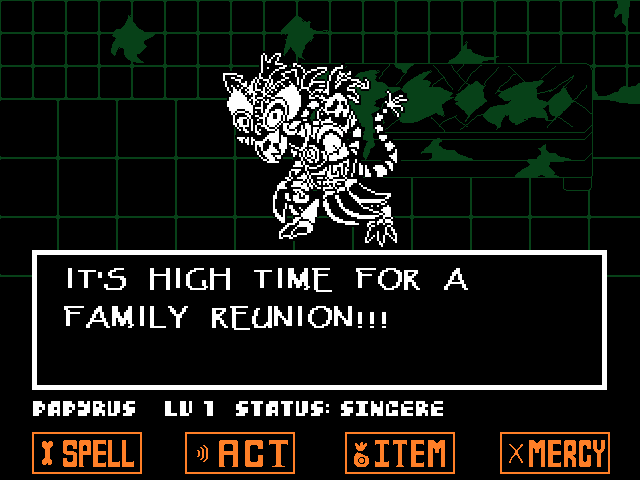 IT'S HIGH TIME FOR A
FAMILY REUNION!!!
PAPYRUS LV 1 STATUS: SINCERE
SPELL ACT ITEM MERCY